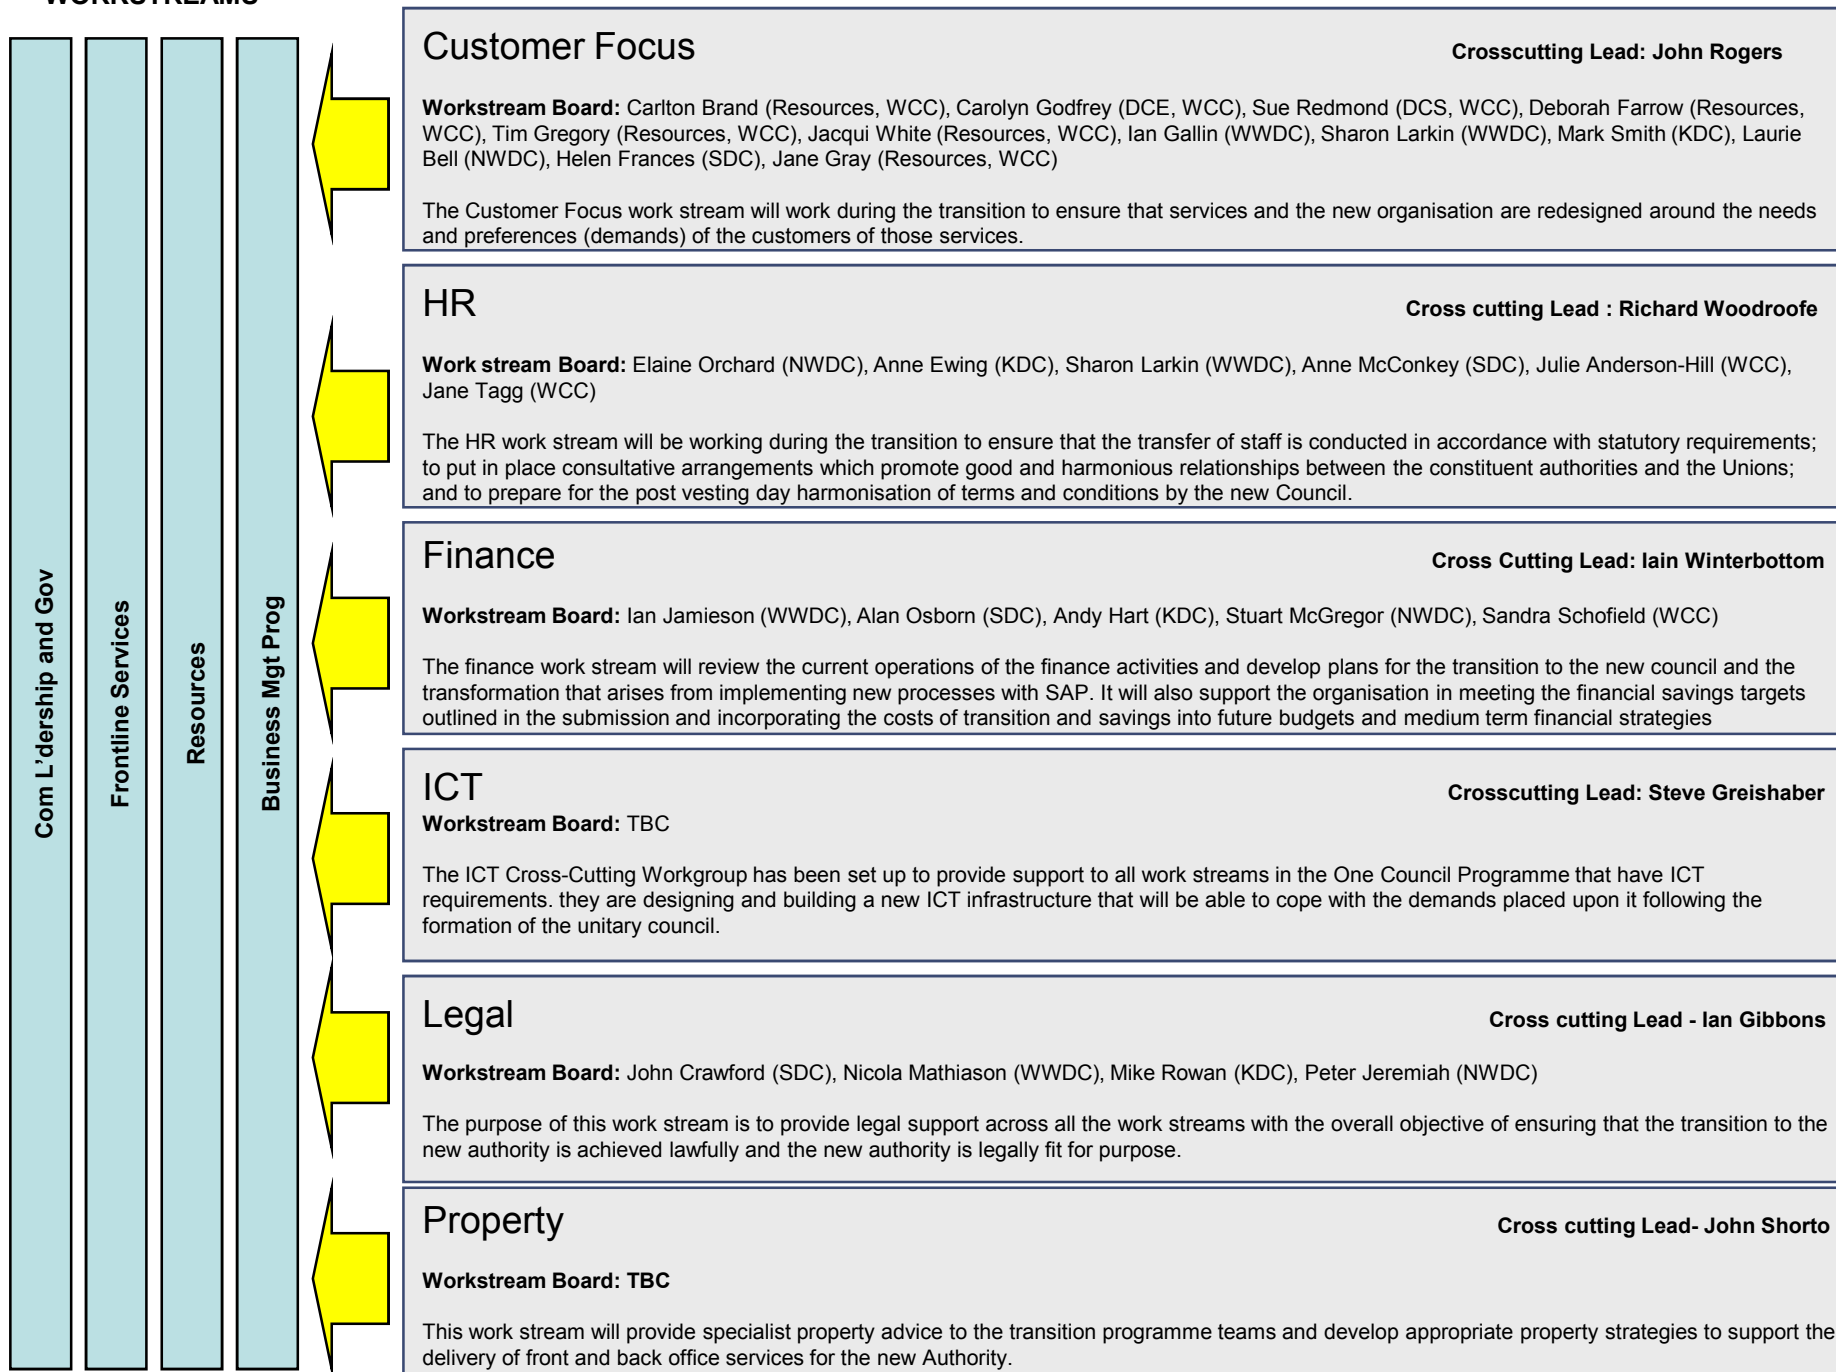 WORKSTREAMS
Com L'dership and Gov
Frontline Services
Resources
Business Mgt Prog
Customer Focus
Crosscutting Lead: John Rogers
Workstream Board: Carlton Brand (Resources, WCC), Carolyn Godfrey (DCE, WCC), Sue Redmond (DCS, WCC), Deborah Farrow (Resources,
WCC), Tim Gregory (Resources, WCC), Jacqui White (Resources, WCC), Ian Gallin (WWDC), Sharon Larkin (WWDC), Mark Smith (KDC), Laurie
Bell (NWDC), Helen Frances (SDC), Jane Gray (Resources, WCC)
The Customer Focus work stream will work during the transition to ensure that services and the new organisation are redesigned around the needs
and preferences (demands) of the customers of those services.
HR
Cross cutting Lead : Richard Woodroofe
Work stream Board: Elaine Orchard (NWDC), Anne Ewing (KDC), Sharon Larkin (WWDC), Anne McConkey (SDC), Julie Anderson-Hill (WCC),
Jane Tagg (WCC)
The HR work stream will be working during the transition to ensure that the transfer of staff is conducted in accordance with statutory requirements;
to put in place consultative arrangements which promote good and harmonious relationships between the constituent authorities and the Unions;
and to prepare for the post vesting day harmonisation of terms and conditions by the new Council.
Finance
Cross Cutting Lead: Iain Winterbottom
Workstream Board: Ian Jamieson (WWDC), Alan Osborn (SDC), Andy Hart (KDC), Stuart McGregor (NWDC), Sandra Schofield (WCC)
The finance work stream will review the current operations of the finance activities and develop plans for the transition to the new council and the
transformation that arises from implementing new processes with SAP. It will also support the organisation in meeting the financial savings targets
outlined in the submission and incorporating the costs of transition and savings into future budgets and medium term financial strategies
ICT
Crosscutting Lead: Steve Greishaber
Workstream Board: TBC
The ICT Cross-Cutting Workgroup has been set up to provide support to all work streams in the One Council Programme that have ICT
requirements. they are designing and building a new ICT infrastructure that will be able to cope with the demands placed upon it following the
formation of the unitary council.
Legal
Cross cutting Lead - Ian Gibbons
Workstream Board: John Crawford (SDC), Nicola Mathiason (WWDC), Mike Rowan (KDC), Peter Jeremiah (NWDC)
The purpose of this work stream is to provide legal support across all the work streams with the overall objective of ensuring that the transition to the
new authority is achieved lawfully and the new authority is legally fit for purpose.
Property
Cross cutting Lead- John Shorto
Workstream Board: TBC
This work stream will provide specialist property advice to the transition programme teams and develop appropriate property strategies to support the
delivery of front and back office services for the new Authority.